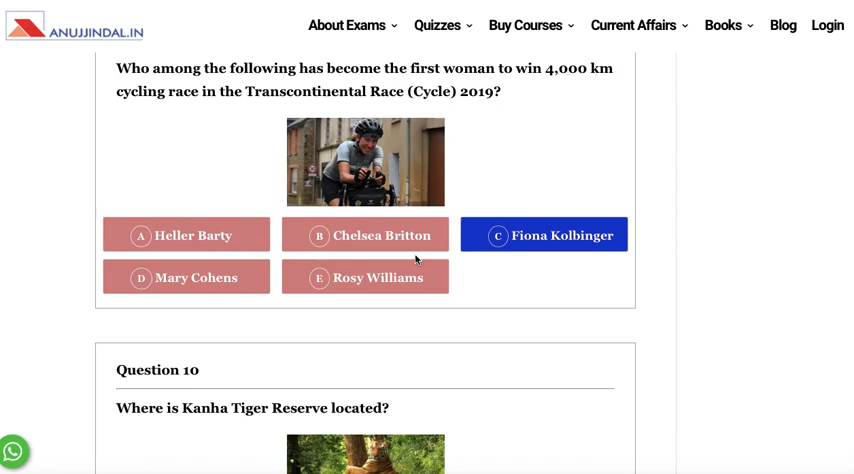 ANUJJINDAL.IN
About Exams Quizzes Buy Courses Current Affairs Books Blog Login
Who among the following has become the first woman to win 4,000 km
cycling race in the Transcontinental Race (Cycle) 2019?
A Heller Barty B Chelsea Britton C Fiona Kolbinger
D Mary Cohens E Rosy Williams
Question 10
Where is Kanha Tiger Reserve located?